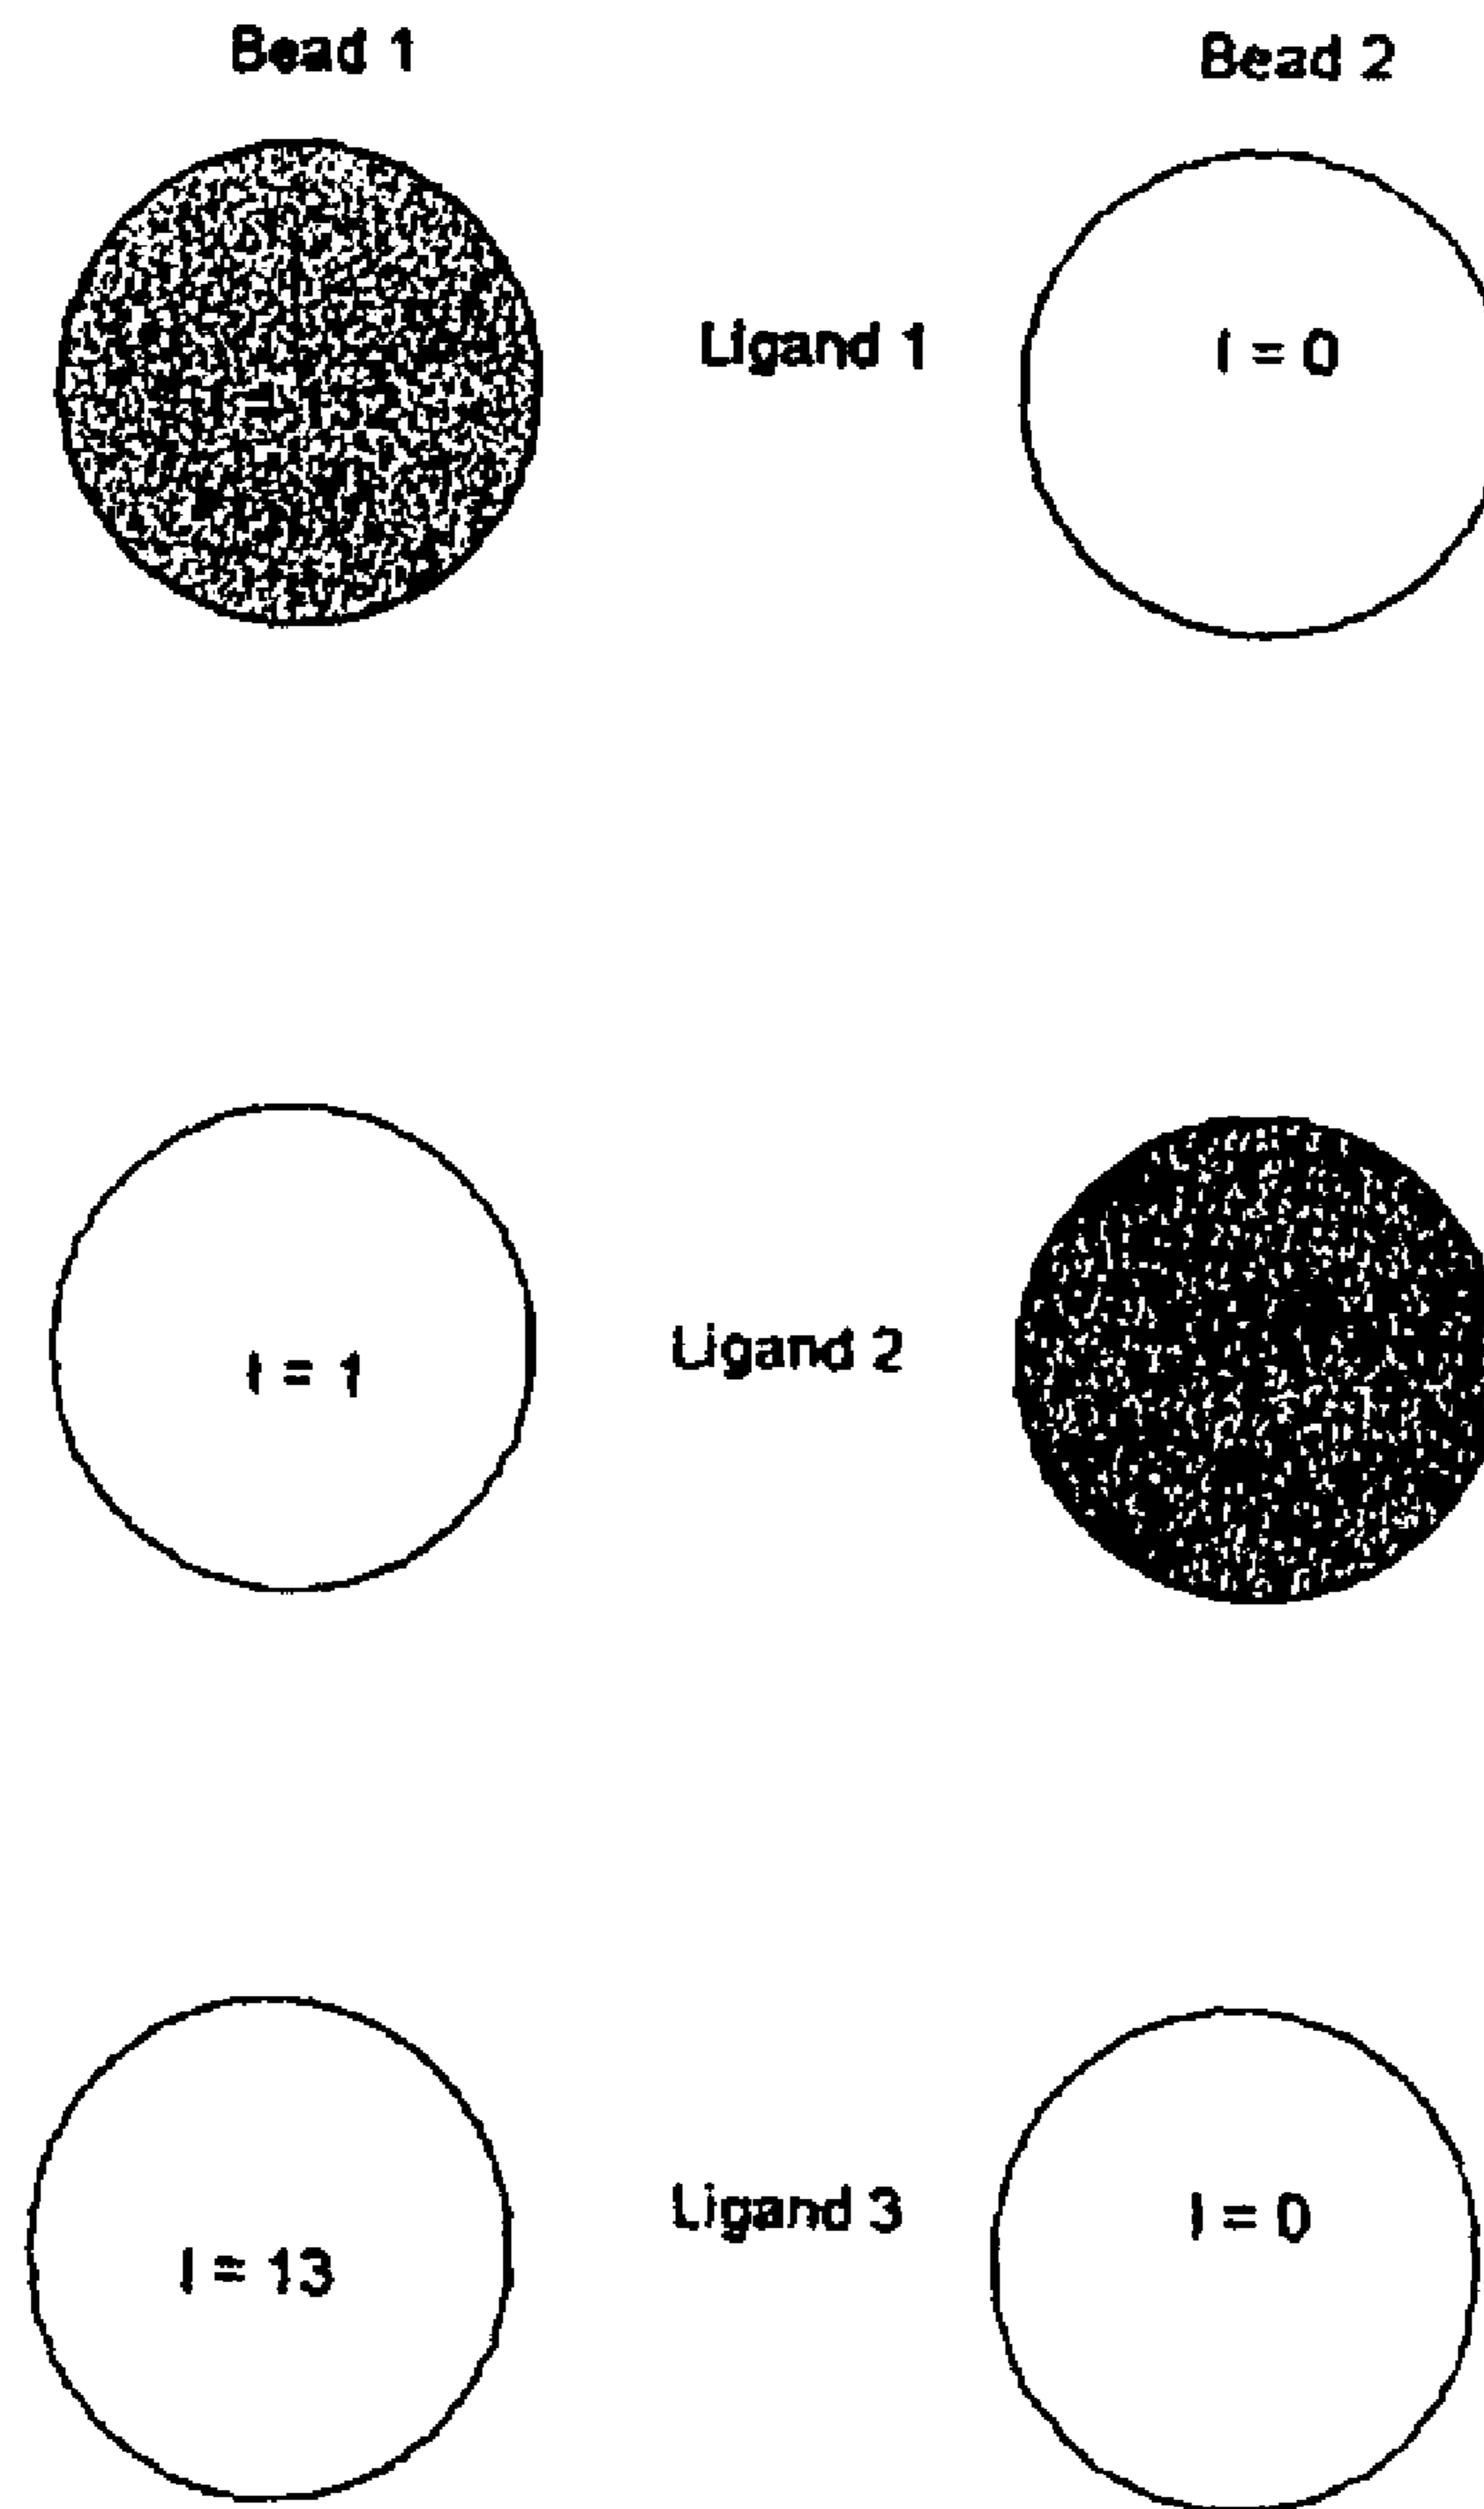 Bead 1
Bead 2
Ligand 1
I = 0
I = 1
Ligand 2
I = 13
Ligand 3
I = 0